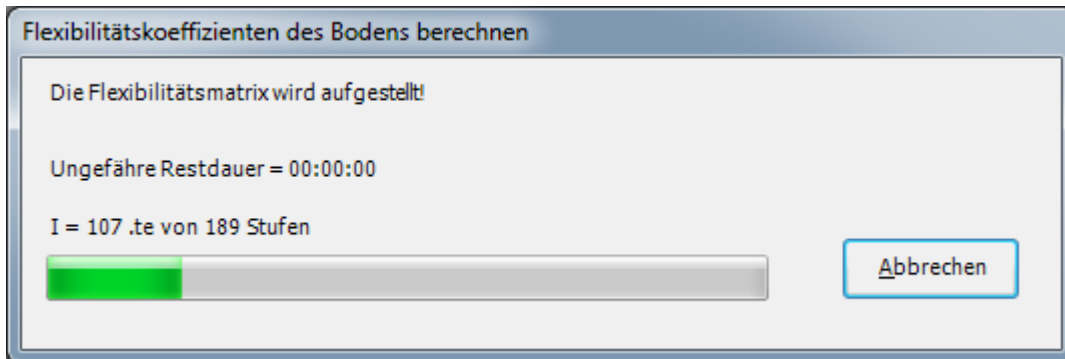 Flexibilitätskoeffizienten des Bodens berechnen
Die Flexibilitätsmatrix wird aufgestellt!
Ungefähre Restdauer = 00:00:00
I = 107 .te von 189 Stufen
Abbrechen